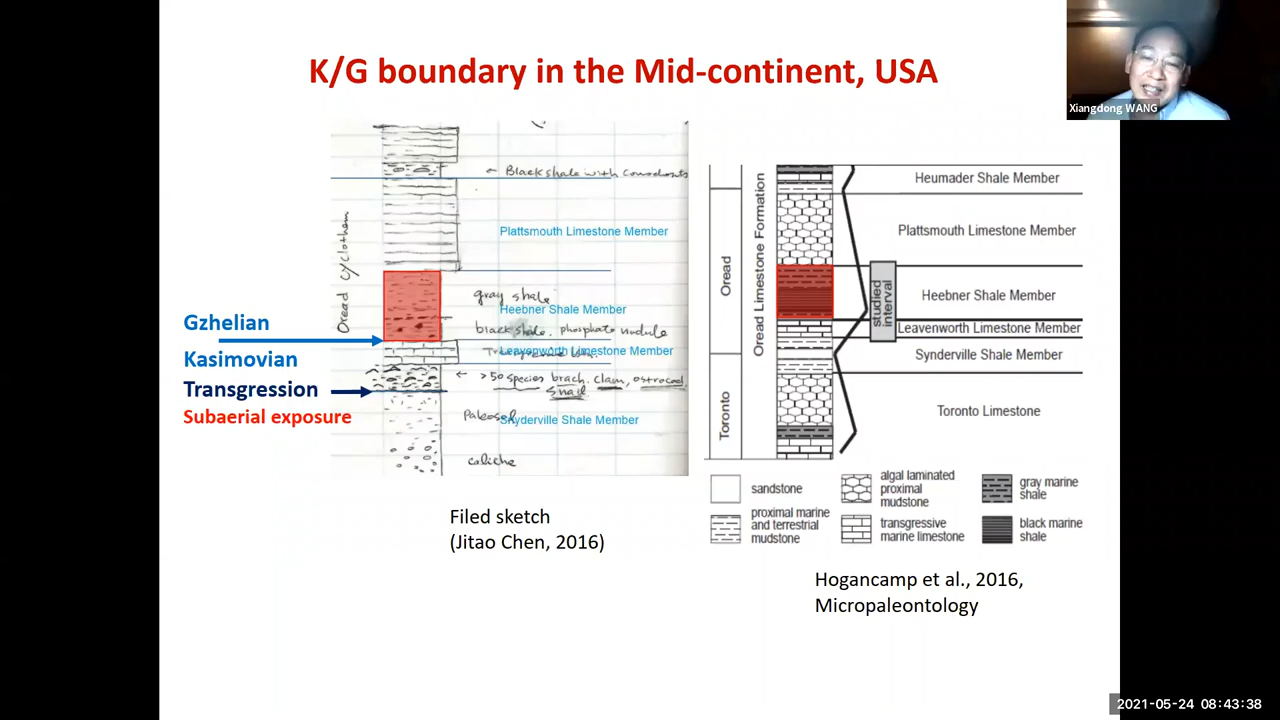 K/G boundary in the Mid-continent, USA
Xiangdong WANG
Black shale with conodonts
Oread cyclothem
Plattsmouth Limestone Member
gray shale
Heebner Shale Member
black shale, phosphate nodule
Leavenworth Limestone Member
>50 species brach. clam, ostracod,
snail
Paleosol
Snyderville Shale Member
caliche
Gzhelian
Kasimovian
Transgression
Subaerial exposure
Filed sketch
(Jitao Chen, 2016)
Oread
Toronto
Oread Limestone Formation
studied
interval
Heumader Shale Member
Plattsmouth Limestone Member
Heebner Shale Member
Leavenworth Limestone Member
Synderville Shale Member
Toronto Limestone
sandstone
proximal marine
and terrestrial
mudstone
algal laminated
proximal
mudstone
transgressive
marine limestone
gray marine
shale
black marine
shale
Hogancamp et al., 2016,
Micropaleontology
2021-05-24 08:43:38